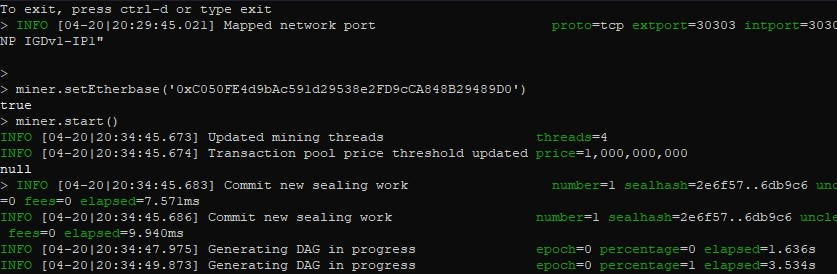 To exit, press ctrl-d or type exit
> INFO [04-20|20:29:45.021] Mapped network port proto=tcp extport=30303 intport=3030
NP IGDv1-IP1"
>
> miner.setEtherbase('0xC050FE4d9bAc591d29538e2FD9cCA848B29489D0')
true
> miner.start()
INFO [04-20|20:34:45.673] Updated mining threads threads=4
INFO [04-20|20:34:45.674] Transaction pool price threshold updated price=1,000,000,000
null
> INFO [04-20|20:34:45.683] Commit new sealing work number=1 sealhash=2e6f57..6db9c6 unc
=0 fees=0 elapsed=7.571ms
INFO [04-20|20:34:45.686] Commit new sealing work number=1 sealhash=2e6f57..6db9c6 uncle
fees=0 elapsed=9.940ms
INFO [04-20|20:34:47.975] Generating DAG in progress epoch=0 percentage=0 elapsed=1.636s
INFO [04-20|20:34:49.873] Generating DAG in progress epoch=0 percentage=1 elapsed=3.534s